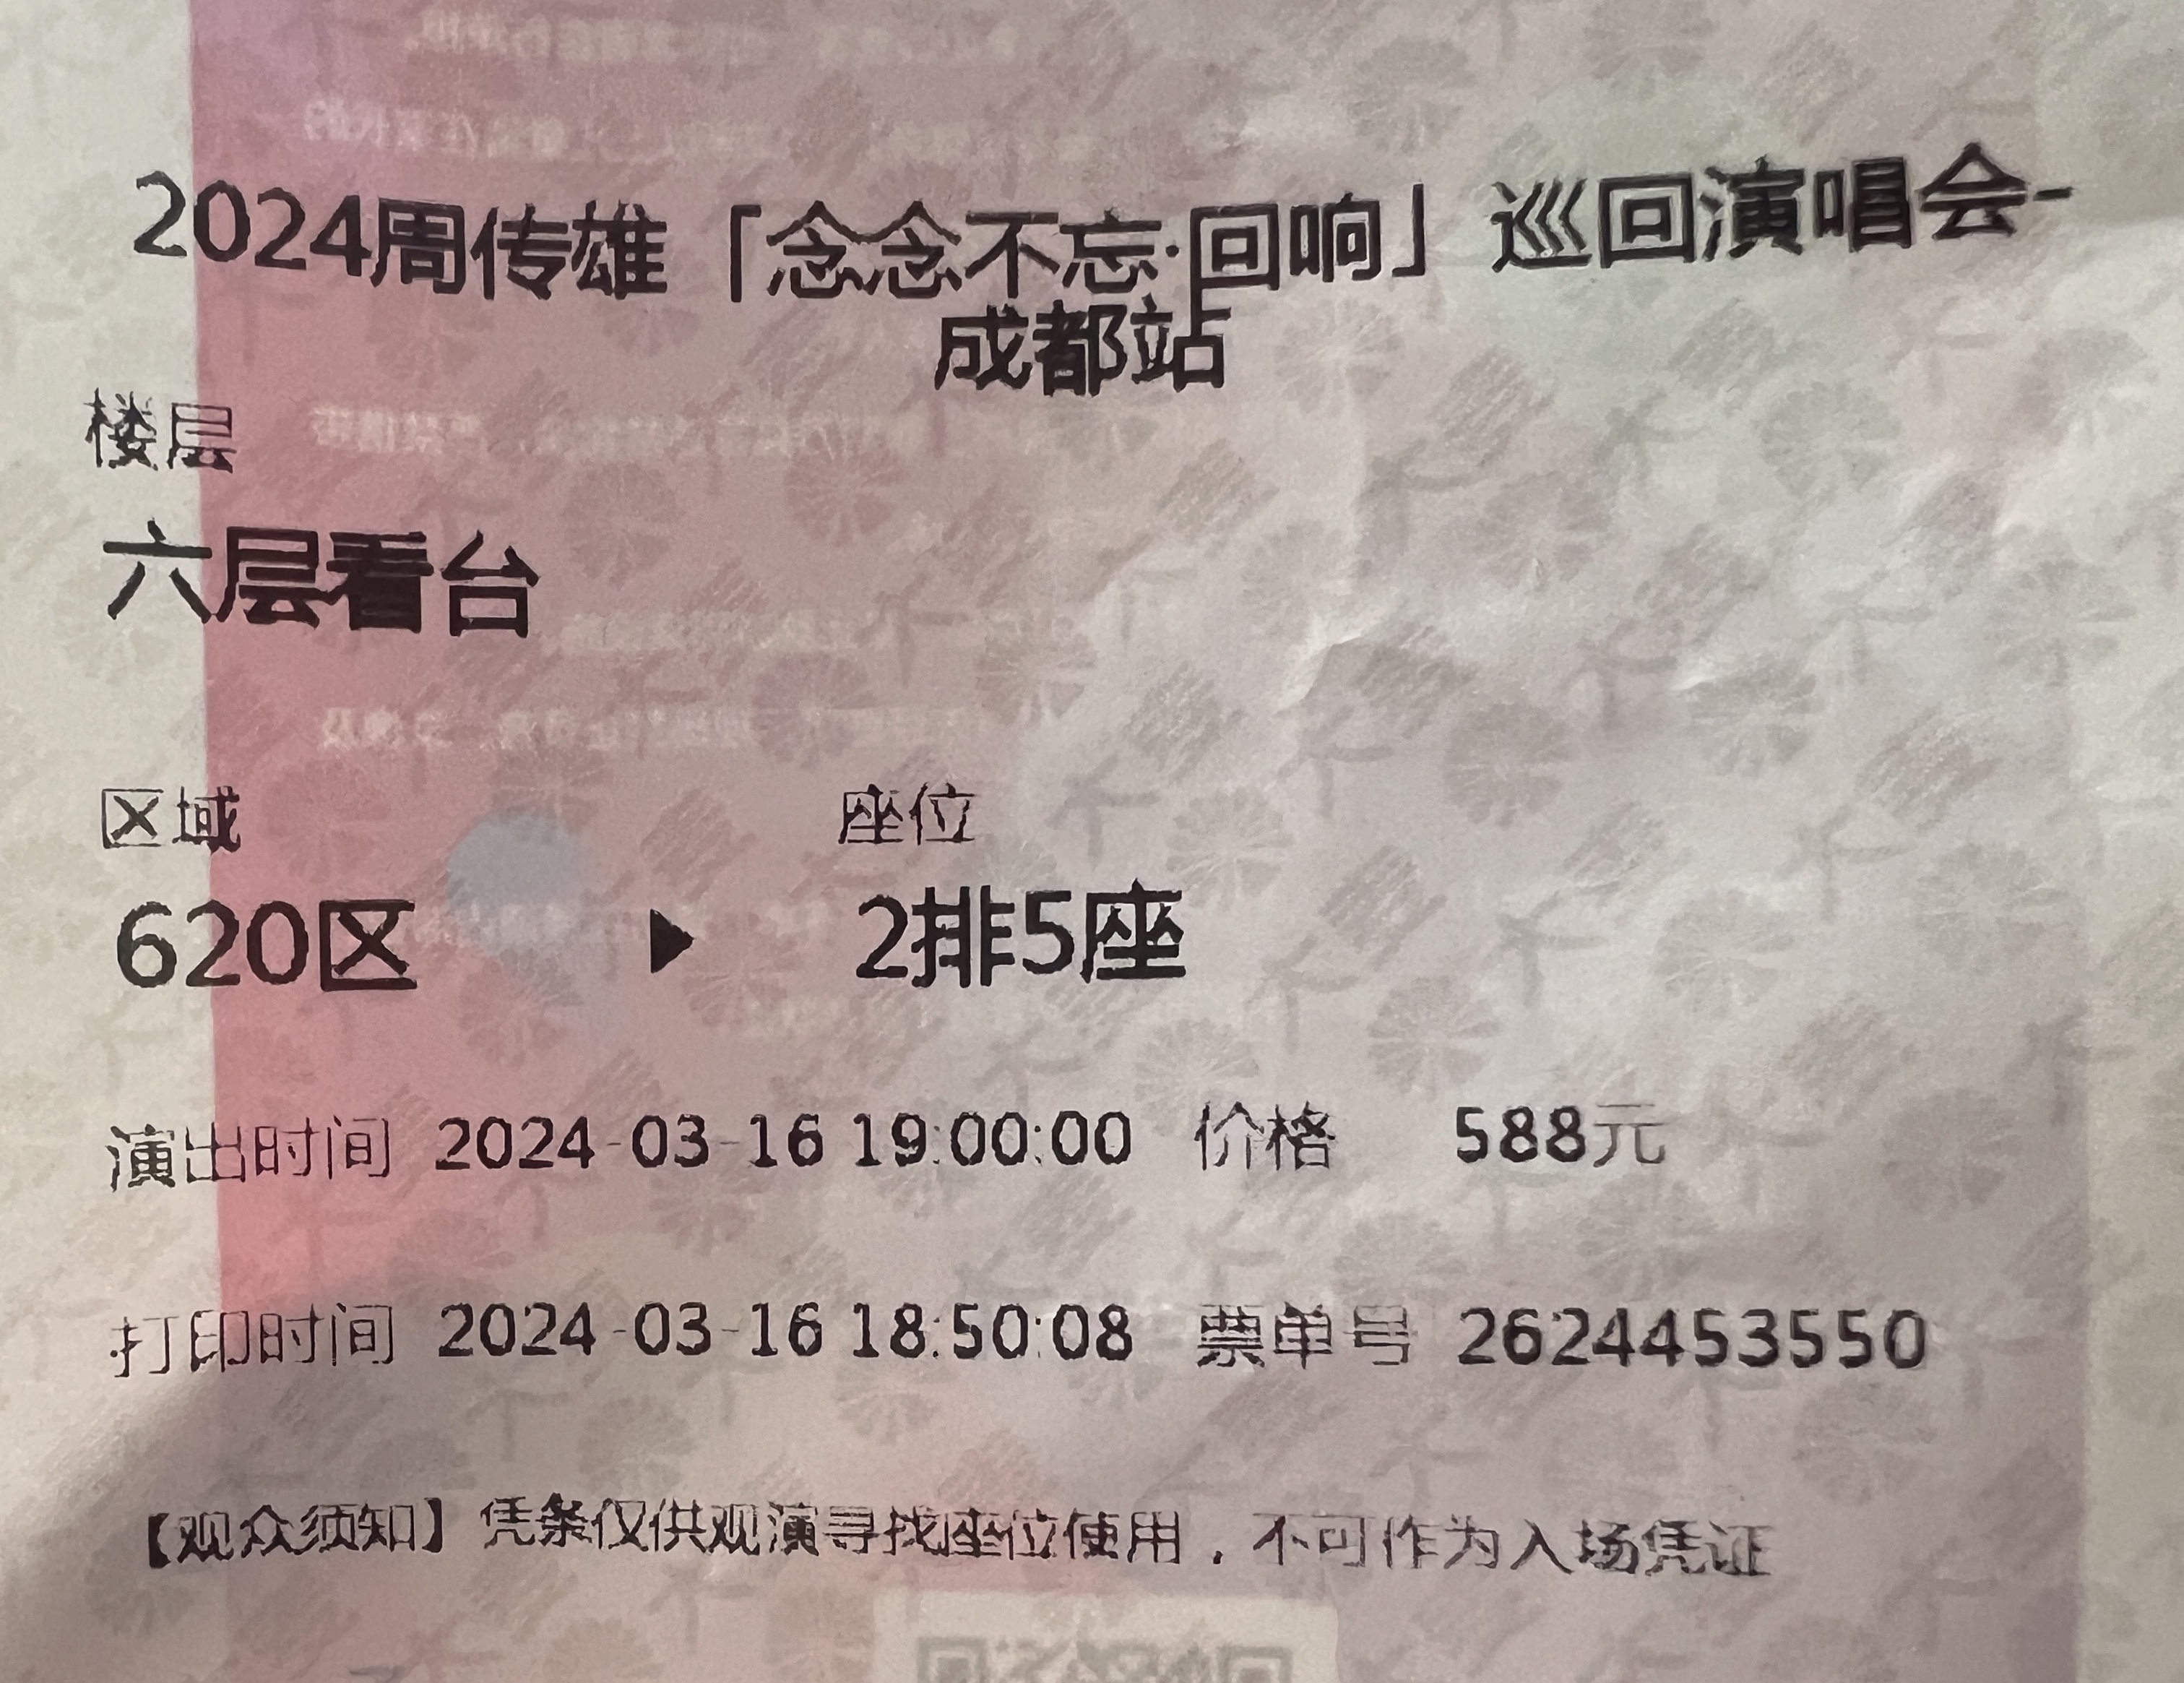 2024周传雄「念念不忘·回响」巡回演唱会-
成都站
楼层
六层看台
区域 座位
620区 ▶ 2排5座
演出时间 2024-03-16 19:00:00 价格 588元
打印时间 2024-03-16 18:50:08 票单号 2624453550
【观众须知】凭条仅供观演寻找座位使用，不可作为入场凭证